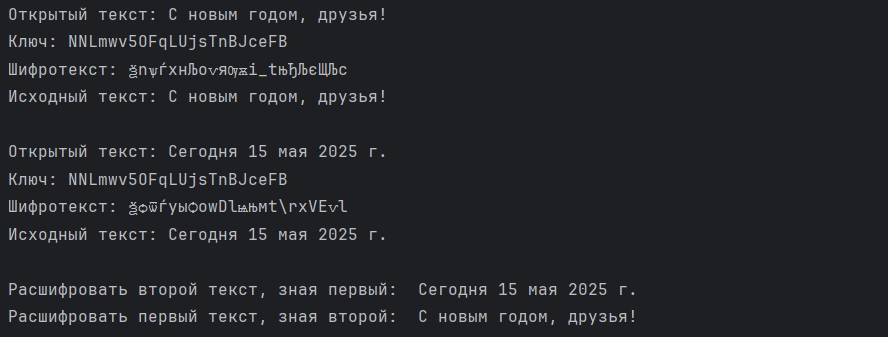 Открытый текст: С новым годом, друзья!
Ключ: NNLmwv5OFqLUjsTnBJceFB
Шифротекст: ѯnѱѓхнЉoѵяѹѫі_tњЂЉєЩЉc
Исходный текст: С новым годом, друзья!
Открытый текст: Сегодня 15 мая 2025 г.
Ключ: NNLmwv5OFqLUjsTnBJceFB
Шифротекст: ѯѻѿѓуыѺowDlѩњмt\rxVEѵl
Исходный текст: Сегодня 15 мая 2025 г.
Расшифровать второй текст, зная первый:  Сегодня 15 мая 2025 г.
Расшифровать первый текст, зная второй:  С новым годом, друзья!